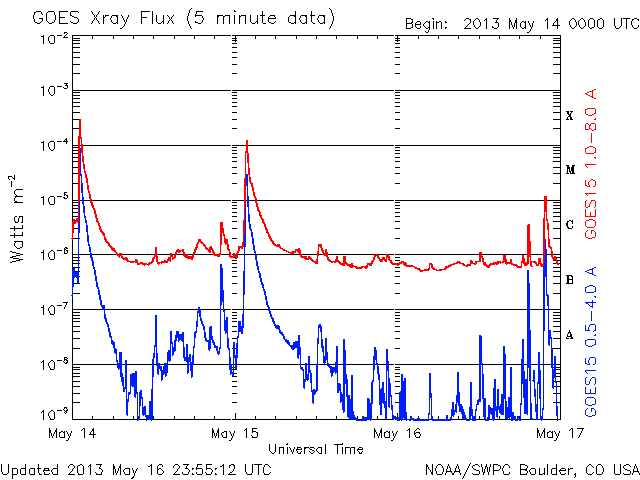 GOES Xray Flux (5 minute data)
Begin: 2013 May 14 0000 UTC
10⁻²
10⁻³
10⁻⁴
10⁻⁵
10⁻⁶
10⁻⁷
10⁻⁸
10⁻⁹
Watts m⁻²
X
M
C
B
A
GOES15 1.0-8.0 A
GOES15 0.5-4.0 A
May 14
May 15
May 16
May 17
Universal Time
Updated 2013 May 16 23:55:12 UTC
NOAA/SWPC Boulder, CO USA